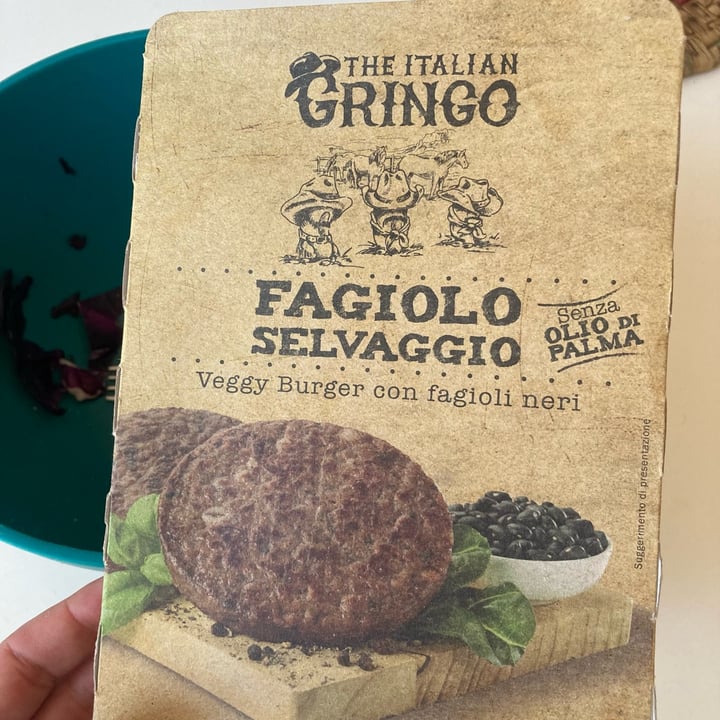 THE ITALIAN
GRINGO
FAGIOLO
SELVAGGIO
Senza
OLIO DI
PALMA
Veggy Burger con fagioli neri
Suggerimento di presentazione